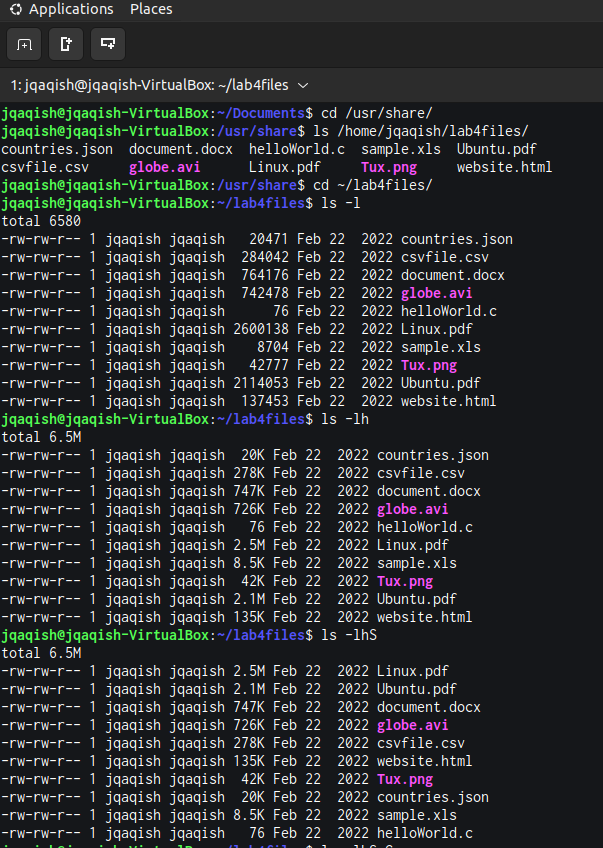 Applications Places
1: jqaqish@jqaqish-VirtualBox: ~/lab4files
jqaqish@jqaqish-VirtualBox:~/Documents$ cd /usr/share/
jqaqish@jqaqish-VirtualBox:/usr/share$ ls /home/jqaqish/lab4files/
countries.json  document.docx  helloWorld.c  sample.xls  Ubuntu.pdf
csvfile.csv     globe.avi      Linux.pdf     Tux.png     website.html
jqaqish@jqaqish-VirtualBox:/usr/share$ cd ~/lab4files/
jqaqish@jqaqish-VirtualBox:~/lab4files$ ls -l
total 6580
-rw-rw-r-- 1 jqaqish jqaqish   20471 Feb 22  2022 countries.json
-rw-rw-r-- 1 jqaqish jqaqish  284042 Feb 22  2022 csvfile.csv
-rw-rw-r-- 1 jqaqish jqaqish  764176 Feb 22  2022 document.docx
-rw-rw-r-- 1 jqaqish jqaqish  742478 Feb 22  2022 globe.avi
-rw-rw-r-- 1 jqaqish jqaqish      76 Feb 22  2022 helloWorld.c
-rw-rw-r-- 1 jqaqish jqaqish 2600138 Feb 22  2022 Linux.pdf
-rw-rw-r-- 1 jqaqish jqaqish    8704 Feb 22  2022 sample.xls
-rw-rw-r-- 1 jqaqish jqaqish   42777 Feb 22  2022 Tux.png
-rw-rw-r-- 1 jqaqish jqaqish 2114053 Feb 22  2022 Ubuntu.pdf
-rw-rw-r-- 1 jqaqish jqaqish  137453 Feb 22  2022 website.html
jqaqish@jqaqish-VirtualBox:~/lab4files$ ls -lh
total 6.5M
-rw-rw-r-- 1 jqaqish jqaqish  20K Feb 22  2022 countries.json
-rw-rw-r-- 1 jqaqish jqaqish 278K Feb 22  2022 csvfile.csv
-rw-rw-r-- 1 jqaqish jqaqish 747K Feb 22  2022 document.docx
-rw-rw-r-- 1 jqaqish jqaqish 726K Feb 22  2022 globe.avi
-rw-rw-r-- 1 jqaqish jqaqish   76 Feb 22  2022 helloWorld.c
-rw-rw-r-- 1 jqaqish jqaqish 2.5M Feb 22  2022 Linux.pdf
-rw-rw-r-- 1 jqaqish jqaqish 8.5K Feb 22  2022 sample.xls
-rw-rw-r-- 1 jqaqish jqaqish  42K Feb 22  2022 Tux.png
-rw-rw-r-- 1 jqaqish jqaqish 2.1M Feb 22  2022 Ubuntu.pdf
-rw-rw-r-- 1 jqaqish jqaqish 135K Feb 22  2022 website.html
jqaqish@jqaqish-VirtualBox:~/lab4files$ ls -lhS
total 6.5M
-rw-rw-r-- 1 jqaqish jqaqish 2.5M Feb 22  2022 Linux.pdf
-rw-rw-r-- 1 jqaqish jqaqish 2.1M Feb 22  2022 Ubuntu.pdf
-rw-rw-r-- 1 jqaqish jqaqish 747K Feb 22  2022 document.docx
-rw-rw-r-- 1 jqaqish jqaqish 726K Feb 22  2022 globe.avi
-rw-rw-r-- 1 jqaqish jqaqish 278K Feb 22  2022 csvfile.csv
-rw-rw-r-- 1 jqaqish jqaqish 135K Feb 22  2022 website.html
-rw-rw-r-- 1 jqaqish jqaqish  42K Feb 22  2022 Tux.png
-rw-rw-r-- 1 jqaqish jqaqish  20K Feb 22  2022 countries.json
-rw-rw-r-- 1 jqaqish jqaqish 8.5K Feb 22  2022 sample.xls
-rw-rw-r-- 1 jqaqish jqaqish   76 Feb 22  2022 helloWorld.c